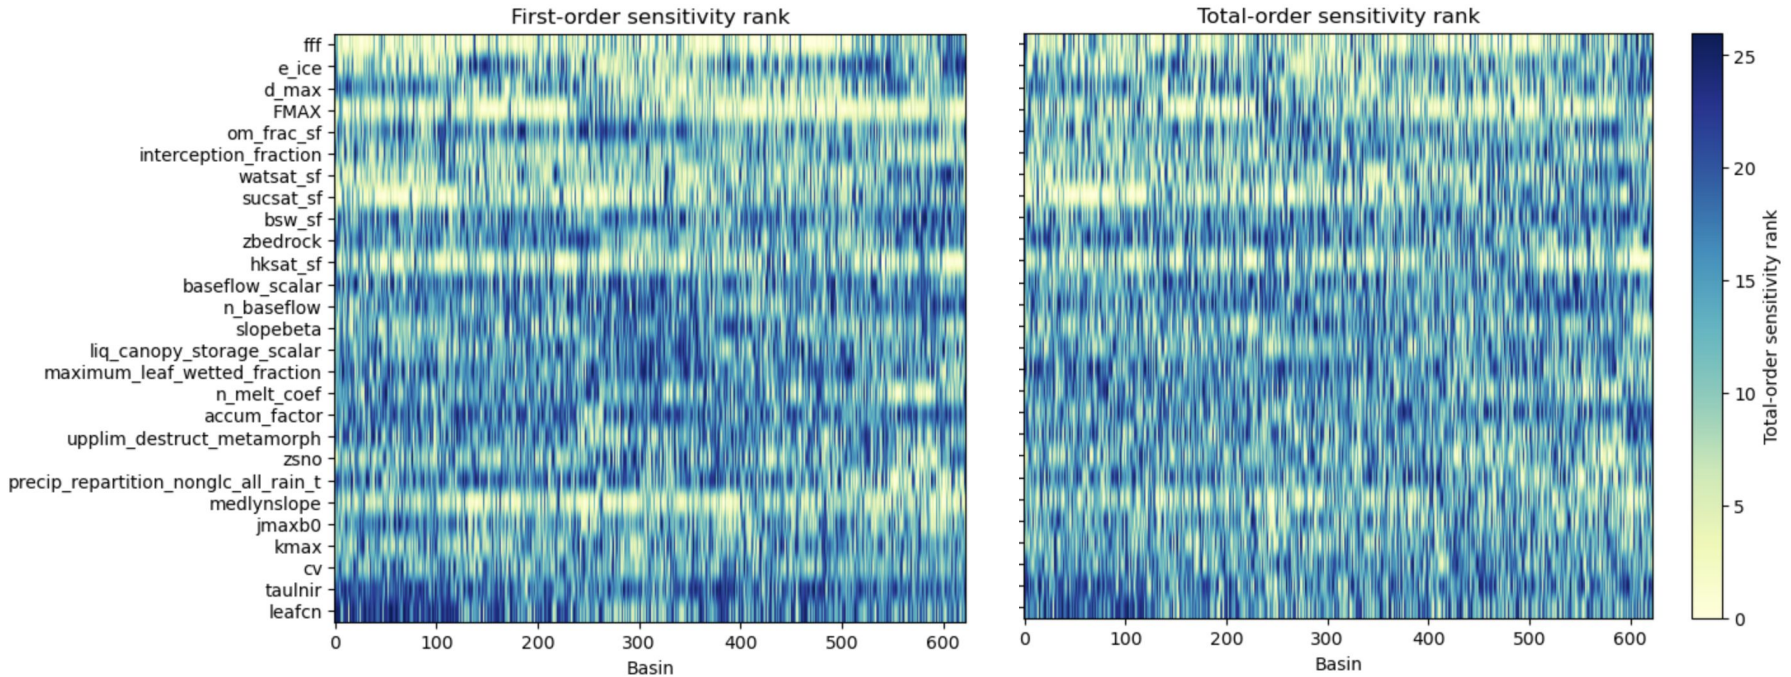 First-order sensitivity rank
Total-order sensitivity rank
fff
e_ice
d_max
FMAX
om_frac_sf
interception_fraction
watsat_sf
sucsat_sf
bsw_sf
zbedrock
hksat_sf
baseflow_scalar
n_baseflow
slopebeta
liq_canopy_storage_scalar
maximum_leaf_wetted_fraction
n_melt_coef
accum_factor
upplim_destruct_metamorph
zsno
precip_repartition_nonglc_all_rain_t
medlynslope
jmaxb0
kmax
cv
taulnir
leafcn
0 100 200 300 400 500 600
Basin
0 100 200 300 400 500 600
Basin
25
20
15
10
5
0
Total-order sensitivity rank